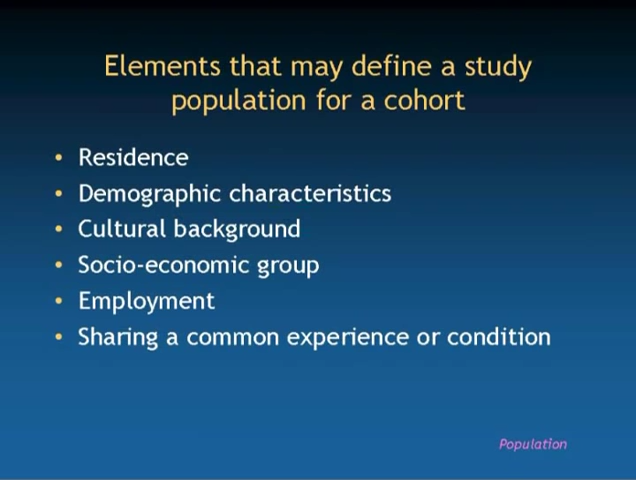 Elements that may define a study
population for a cohort
• Residence
• Demographic characteristics
• Cultural background
• Socio-economic group
• Employment
• Sharing a common experience or condition
Population